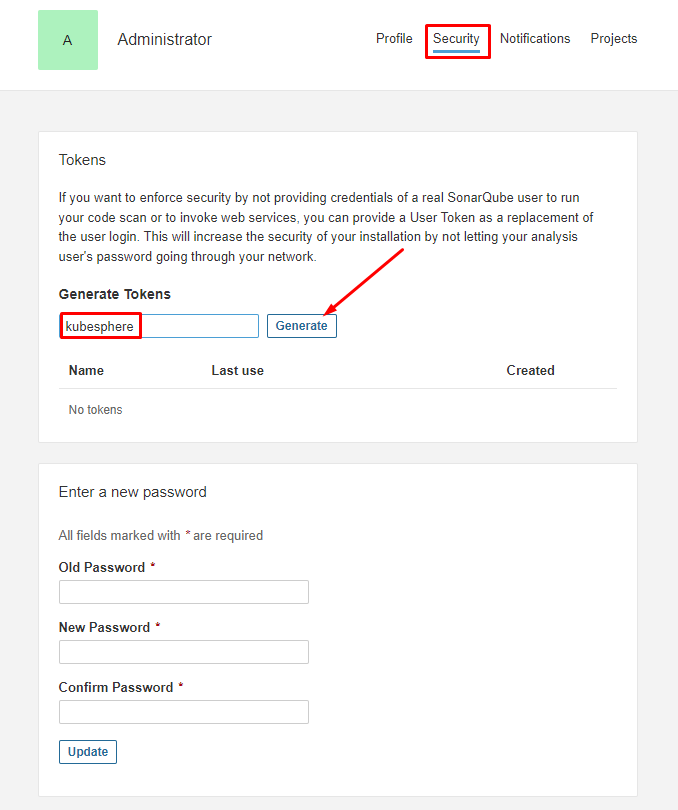 A
Administrator
Profile Security Notifications Projects
Tokens
If you want to enforce security by not providing credentials of a real SonarQube user to run
your code scan or to invoke web services, you can provide a User Token as a replacement of
the user login. This will increase the security of your installation by not letting your analysis
user's password going through your network.
Generate Tokens
kubesphere Generate
Name Last use Created
No tokens
Enter a new password
All fields marked with * are required
Old Password *
New Password *
Confirm Password *
Update